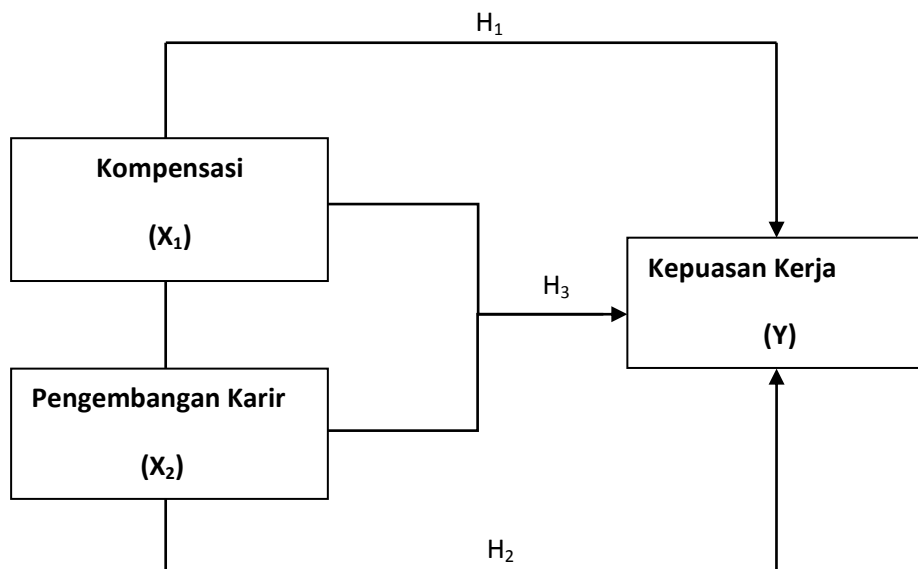 H₁
Kompensasi
(X₁)
Kepuasan Kerja
(Y)
H₃
Pengembangan Karir
(X₂)
H₂